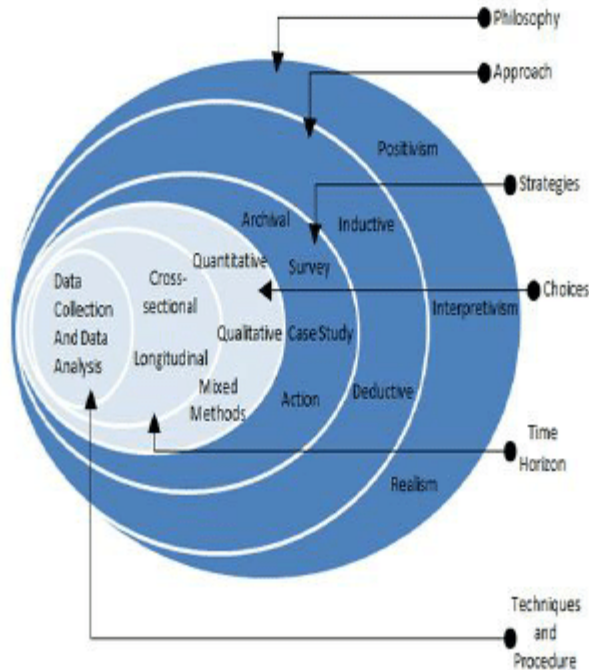 Philosophy
Approach
Positivism
Strategies
Archival
Inductive
Quantitative
Survey
Cross-
sectional
Data
Collection
And Data
Analysis
Choices
Interpretivism
Qualitative
Case Study
Longitudinal
Mixed
Methods
Action
Deductive
Time
Horizon
Realism
Techniques
and
Procedure